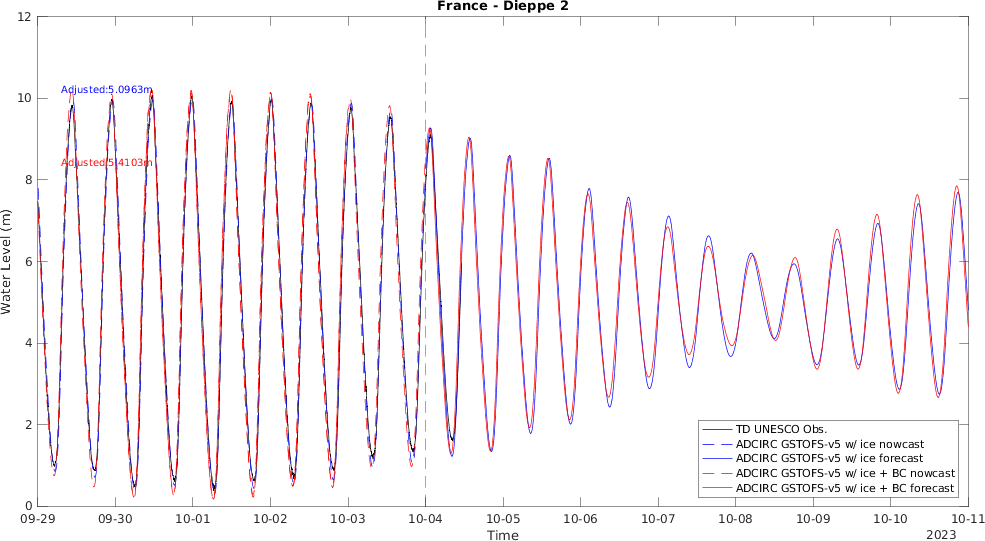 France - Dieppe 2
12
10
8
6
4
2
0
Water Level (m)
Adjusted:5.0963m
Adjusted:5.4103m
TD UNESCO Obs.
ADCIRC GSTOFS-v5 w/ ice nowcast
ADCIRC GSTOFS-v5 w/ ice forecast
ADCIRC GSTOFS-v5 w/ ice + BC nowcast
ADCIRC GSTOFS-v5 w/ ice + BC forecast
09-29 09-30 10-01 10-02 10-03 10-04 10-05 10-06 10-07 10-08 10-09 10-10 10-11
Time
2023